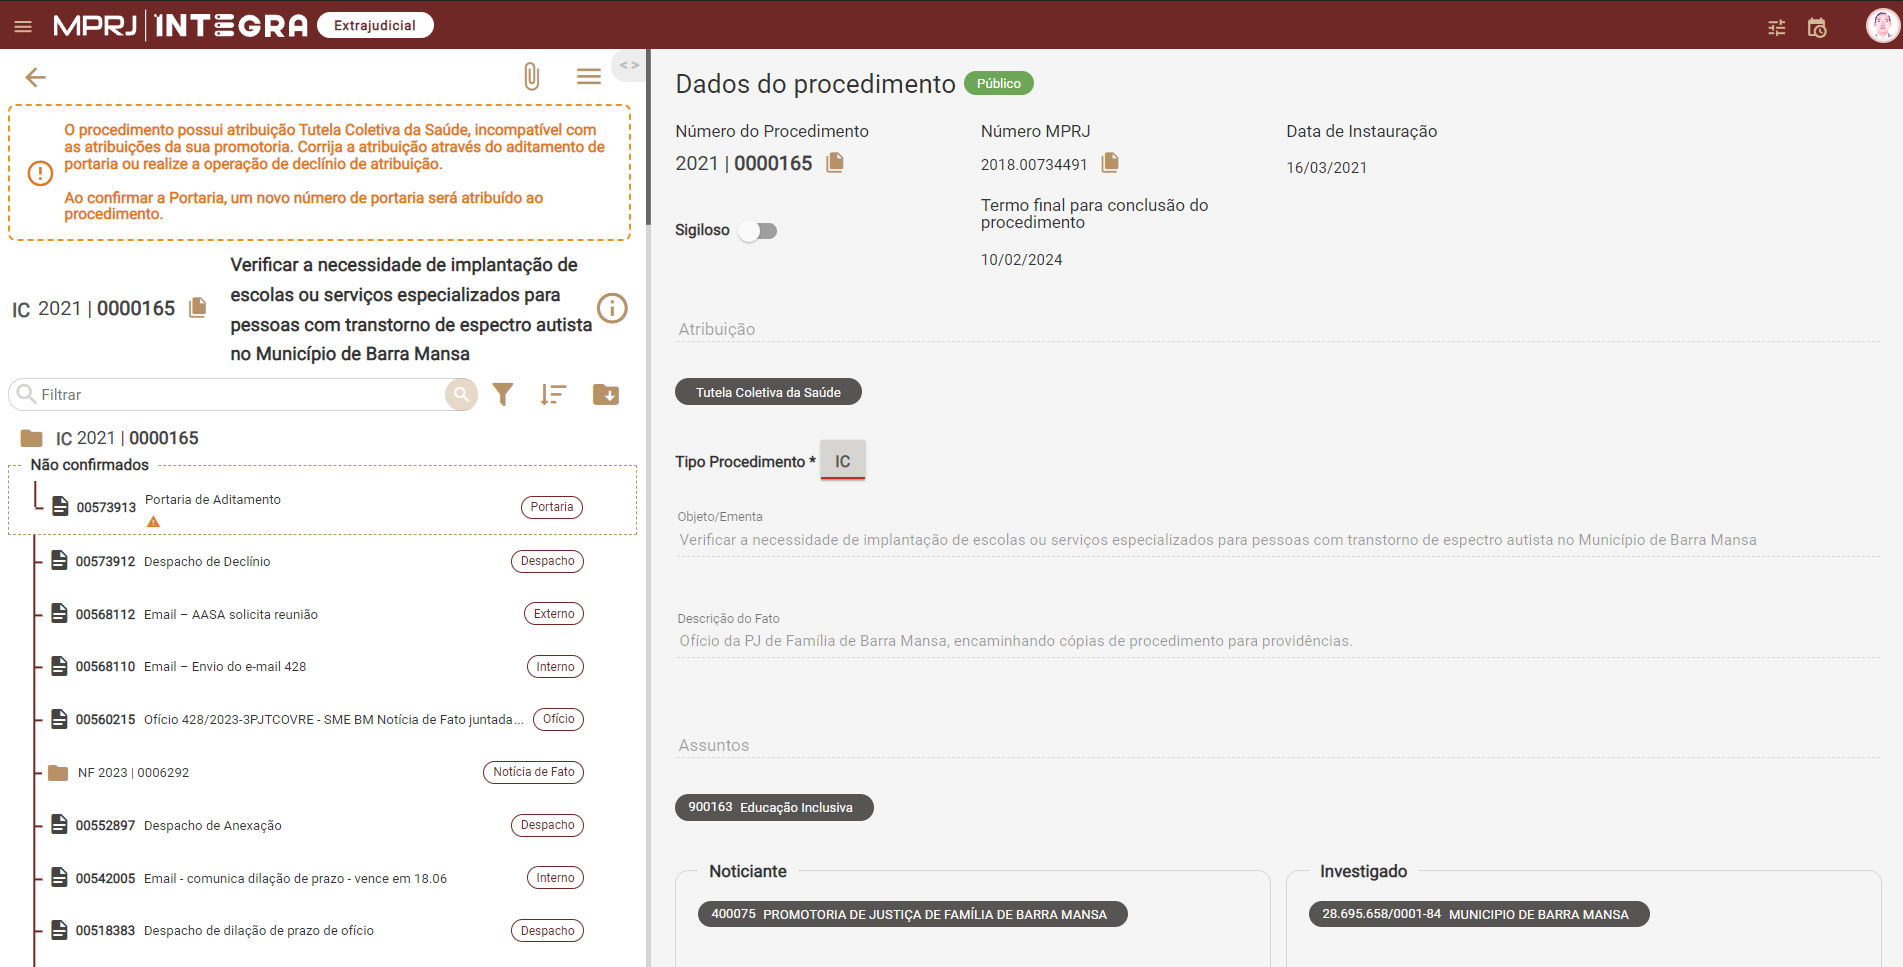 MPRJ INTEGRA Extrajudicial
< >
O procedimento possui atribuição Tutela Coletiva da Saúde, incompatível com
as atribuições da sua promotoria. Corrija a atribuição através do aditamento de
portaria ou realize a operação de declínio de atribuição.
Ao confirmar a Portaria, um novo número de portaria será atribuído ao
procedimento.
IC 2021 | 0000165
Verificar a necessidade de implantação de
escolas ou serviços especializados para
pessoas com transtorno de espectro autista
no Município de Barra Mansa
Filtrar
IC 2021 | 0000165
Não confirmados
00573913 Portaria de Aditamento Portaria
00573912 Despacho de Declínio Despacho
00568112 Email – AASA solicita reunião Externo
00568110 Email – Envio do e-mail 428 Interno
00560215 Ofício 428/2023-3PJTCOVRE - SME BM Notícia de Fato juntada... Ofício
NF 2023 | 0006292 Notícia de Fato
00552897 Despacho de Anexação Despacho
00542005 Email - comunica dilação de prazo - vence em 18.06 Interno
00518383 Despacho de dilação de prazo de ofício Despacho
Dados do procedimento Público
Número do Procedimento
2021 | 0000165
Número MPRJ
2018.00734491
Data de Instauração
16/03/2021
Sigiloso
Termo final para conclusão do
procedimento
10/02/2024
Atribuição
Tutela Coletiva da Saúde
Tipo Procedimento * IC
Objeto/Ementa
Verificar a necessidade de implantação de escolas ou serviços especializados para pessoas com transtorno de espectro autista no Município de Barra Mansa
Descrição do Fato
Ofício da PJ de Família de Barra Mansa, encaminhando cópias de procedimento para providências.
Assuntos
900163 Educação Inclusiva
Noticiante
400075 PROMOTORIA DE JUSTIÇA DE FAMÍLIA DE BARRA MANSA
Investigado
28.695.658/0001-84 MUNICIPIO DE BARRA MANSA